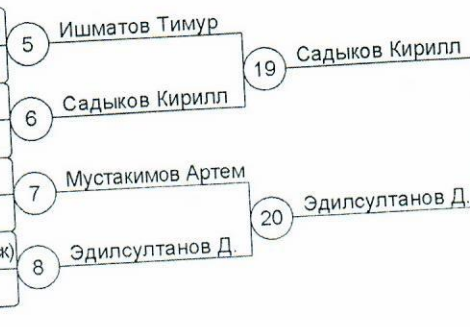 5 Ишматов Тимур
19 Садыков Кирилл
6 Садыков Кирилл
7 Мустакимов Артем
20 Эдилсултанов Д.
8 Эдилсултанов Д.